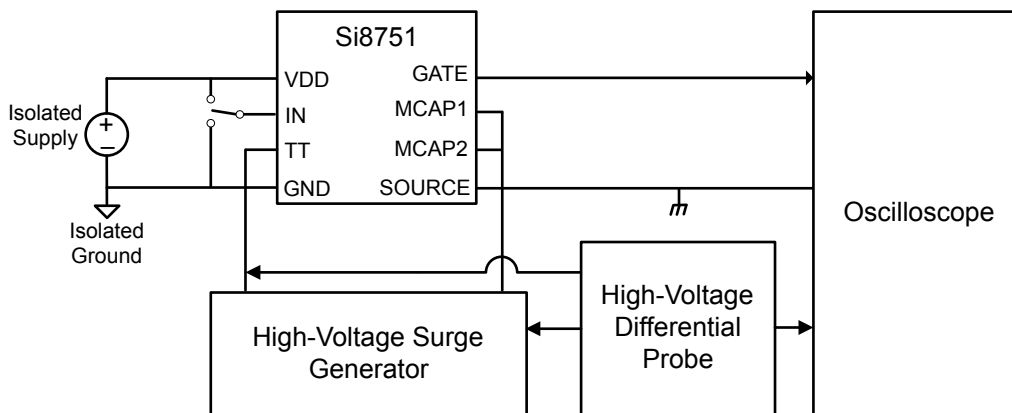 Si8751
VDD
IN
TT
GND
GATE
MCAP1
MCAP2
SOURCE
Isolated
Supply
+
−
Isolated
Ground
Oscilloscope
High-Voltage Surge
Generator
High-Voltage
Differential
Probe